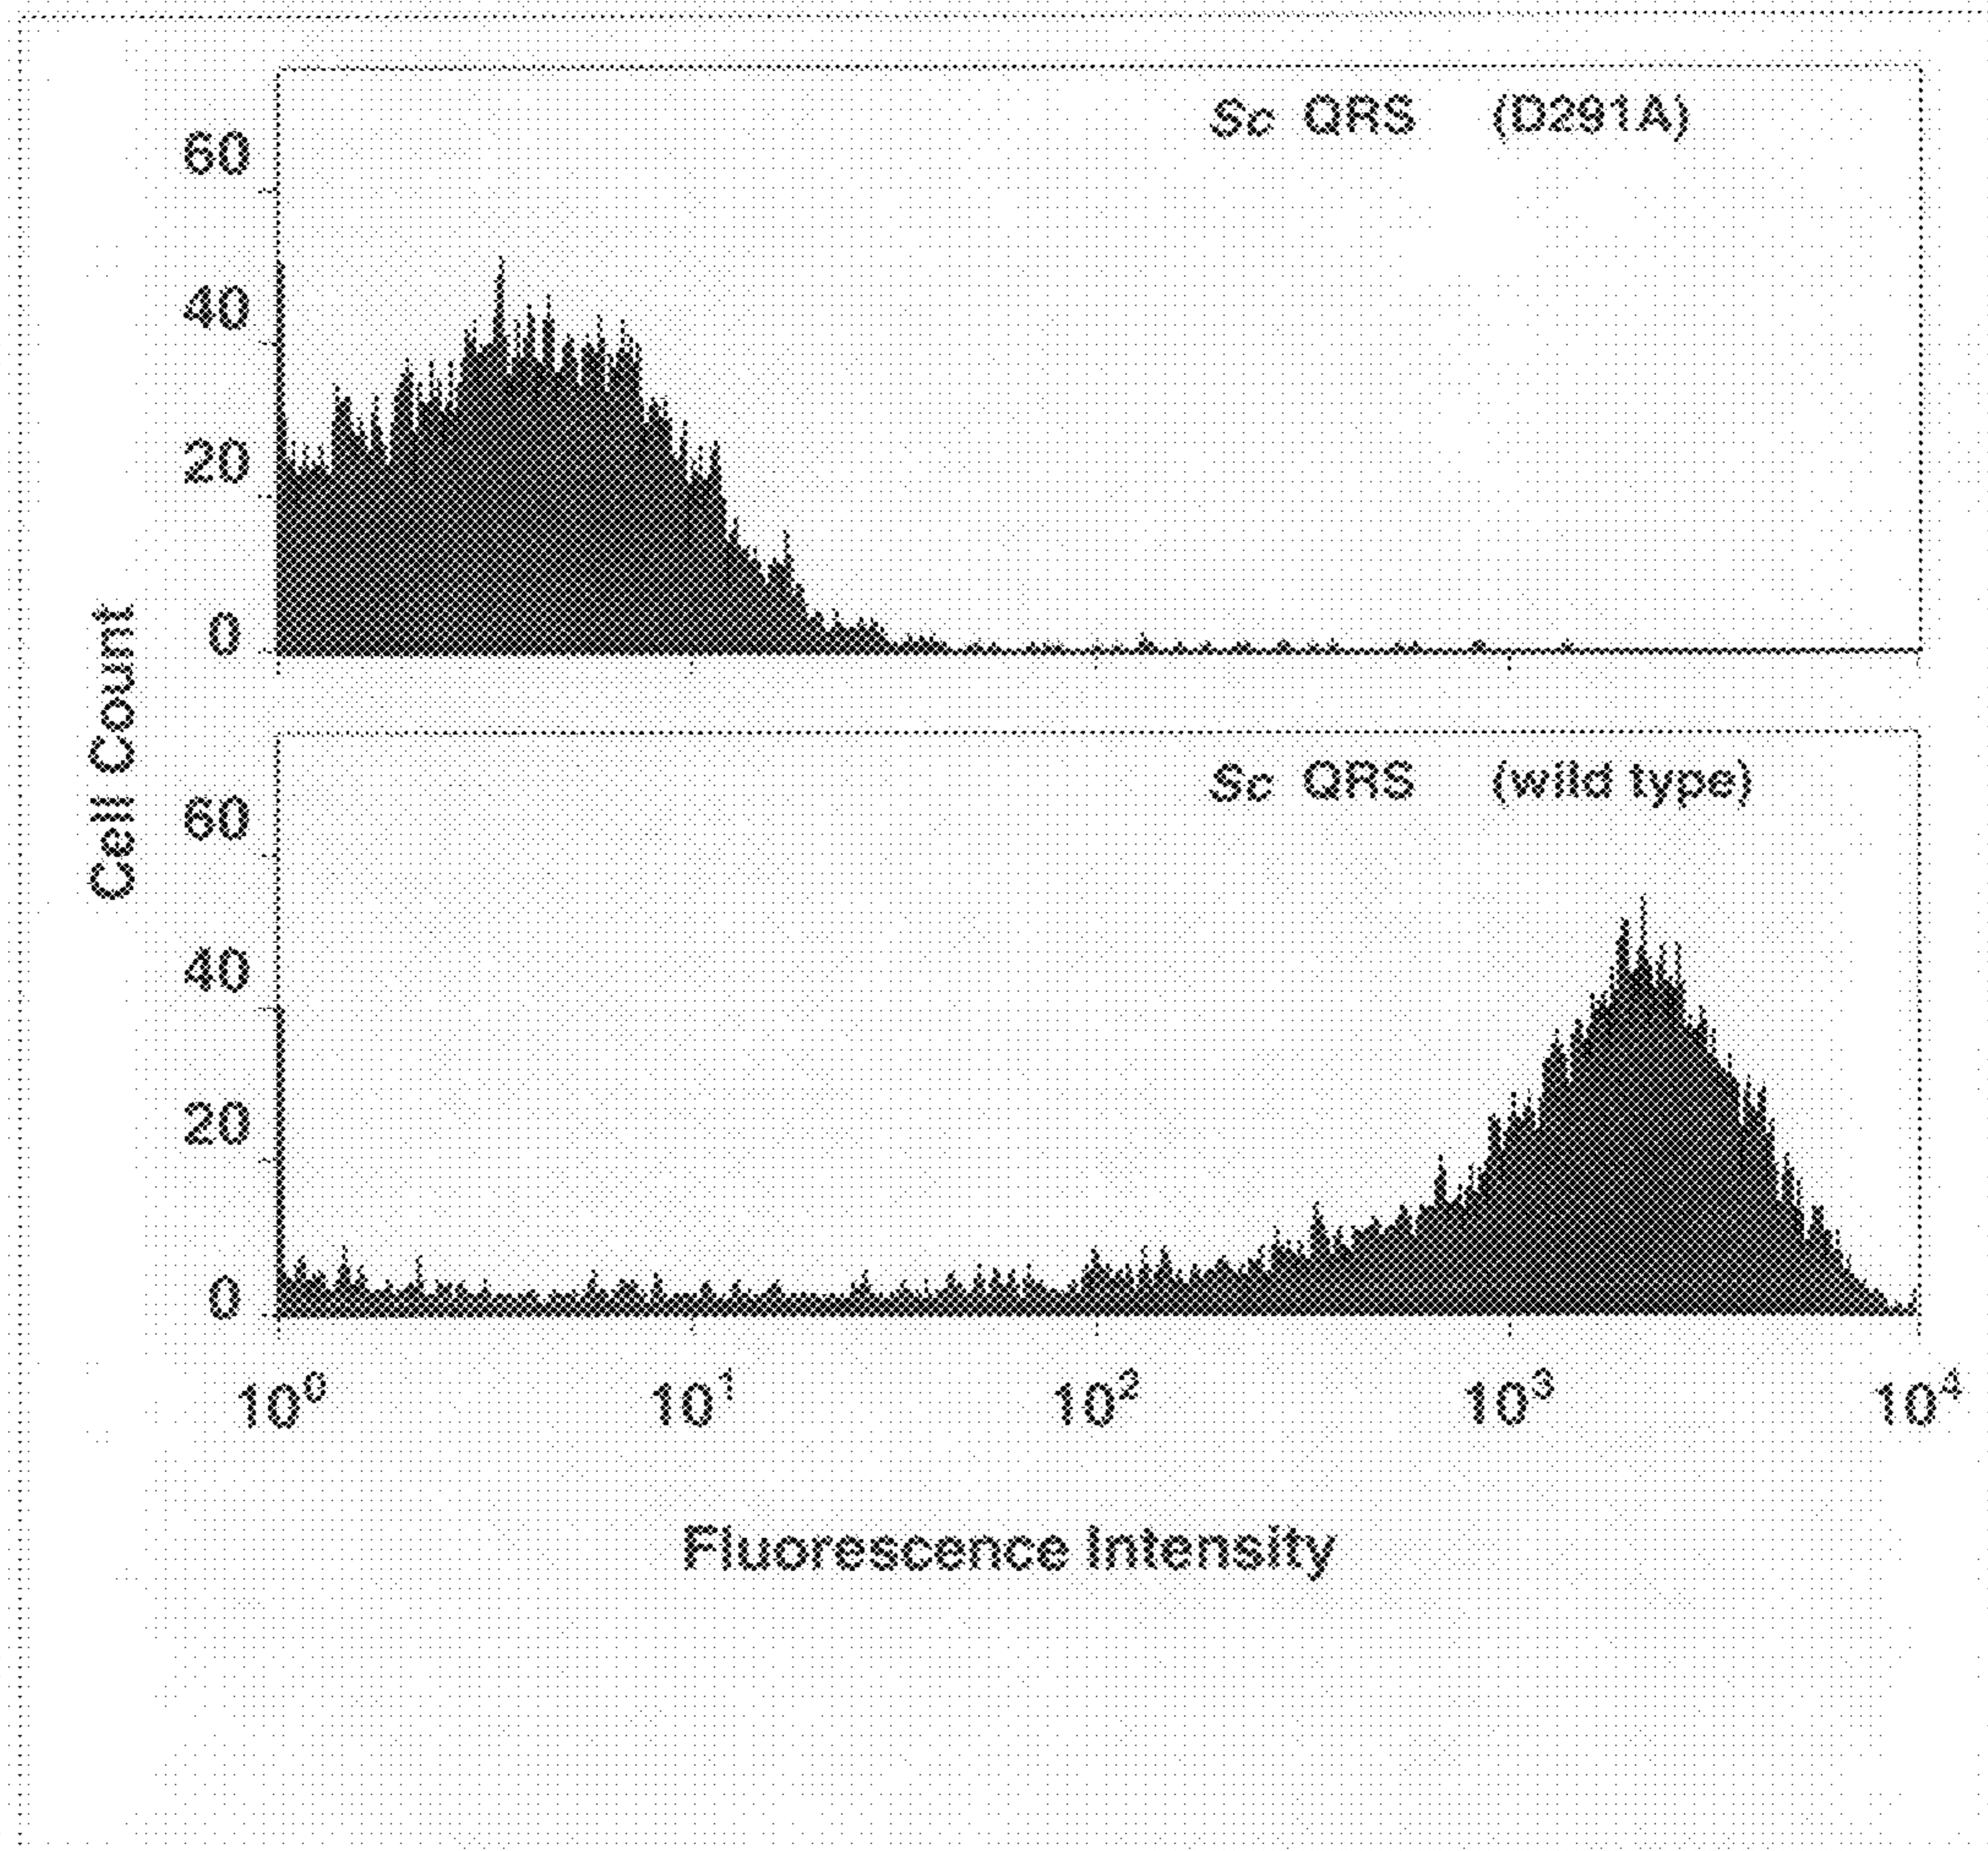 Sc QRS (D291A)
60
40
20
0
Cell Count
Sc QRS (wild type)
60
40
20
0
10⁰ 10¹ 10² 10³ 10⁴
Fluorescence Intensity